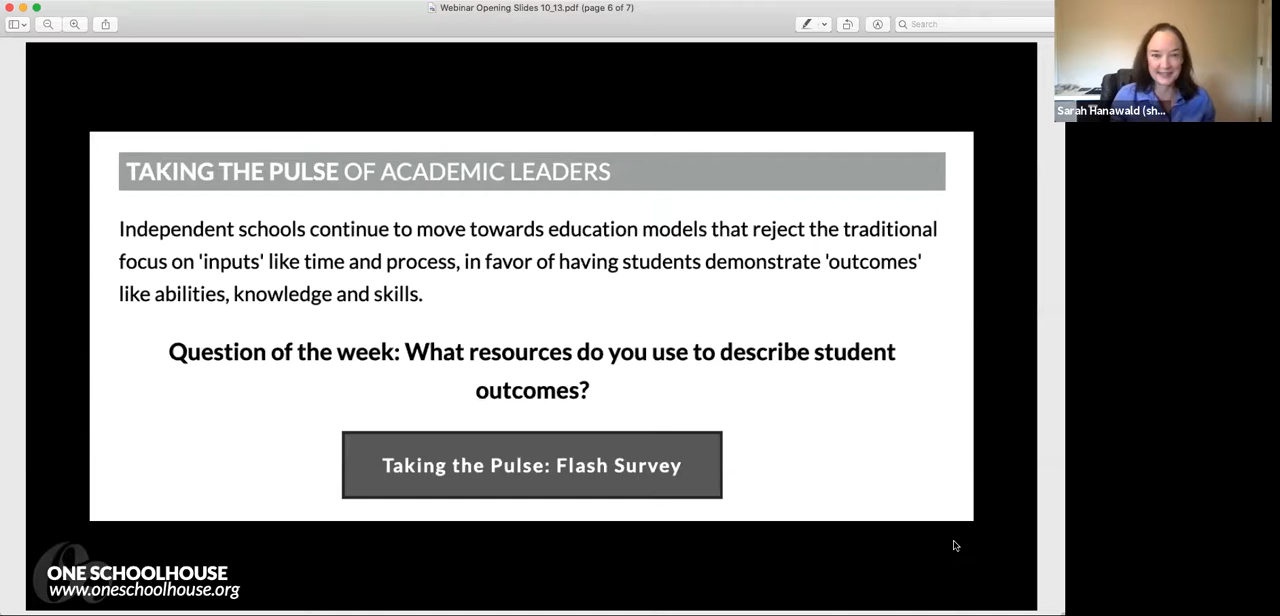 Webinar Opening Slides 10_13.pdf (page 6 of 7)
Search
Sarah Hanawald (sh...
TAKING THE PULSE OF ACADEMIC LEADERS
Independent schools continue to move towards education models that reject the traditional
focus on 'inputs' like time and process, in favor of having students demonstrate 'outcomes'
like abilities, knowledge and skills.
Question of the week: What resources do you use to describe student
outcomes?
Taking the Pulse: Flash Survey
ONE SCHOOLHOUSE
www.oneschoolhouse.org